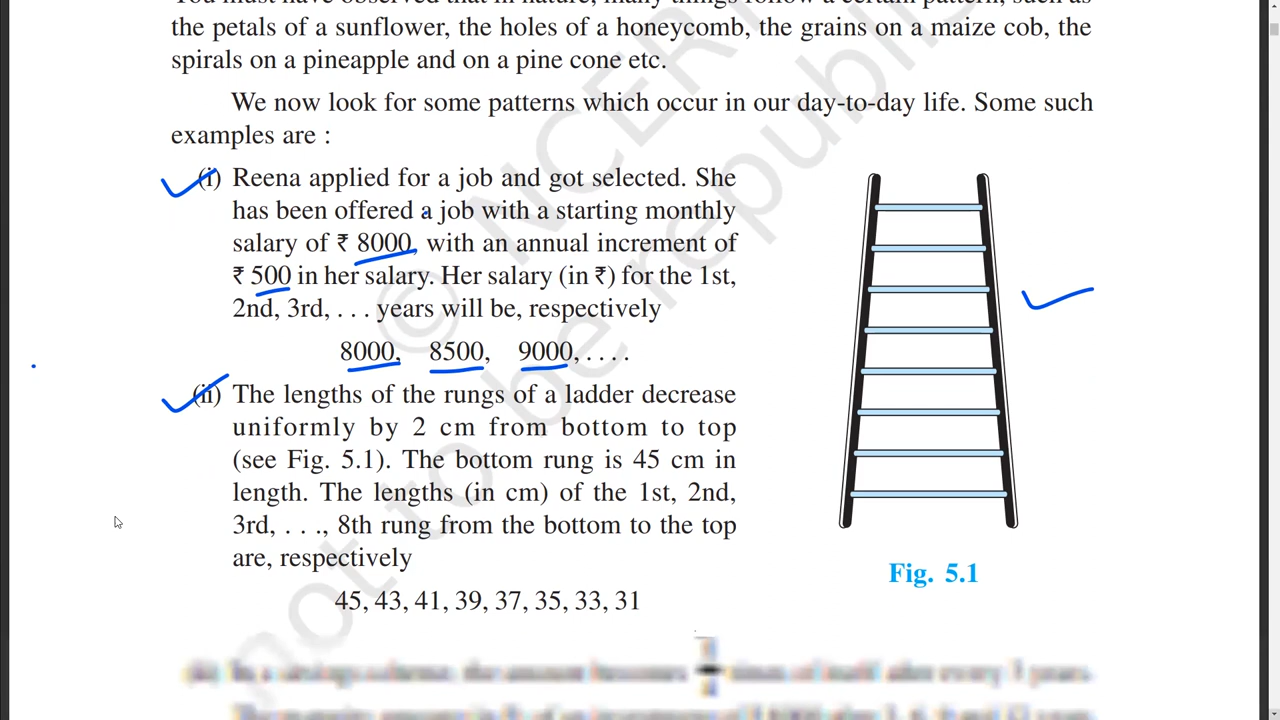 the petals of a sunflower, the holes of a honeycomb, the grains on a maize cob, the
spirals on a pineapple and on a pine cone etc.
We now look for some patterns which occur in our day-to-day life. Some such
examples are :
(i) Reena applied for a job and got selected. She
has been offered a job with a starting monthly
salary of ₹ 8000, with an annual increment of
₹ 500 in her salary. Her salary (in ₹) for the 1st,
2nd, 3rd, . . . years will be, respectively
8000, 8500, 9000, . . . .
(ii) The lengths of the rungs of a ladder decrease
uniformly by 2 cm from bottom to top
(see Fig. 5.1). The bottom rung is 45 cm in
length. The lengths (in cm) of the 1st, 2nd,
3rd, . . ., 8th rung from the bottom to the top
are, respectively
45, 43, 41, 39, 37, 35, 33, 31
Fig. 5.1
© NCERT
not to be republi